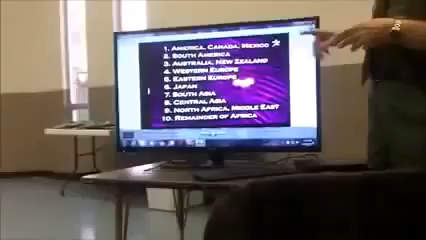 1. America, Canada, Mexico
2. South America
3. Australia, New Zealand
4. Western Europe
5. Eastern Europe
6. Japan
7. South Asia
8. Central Asia
9. North Africa, Middle East
10. Remainder of Africa